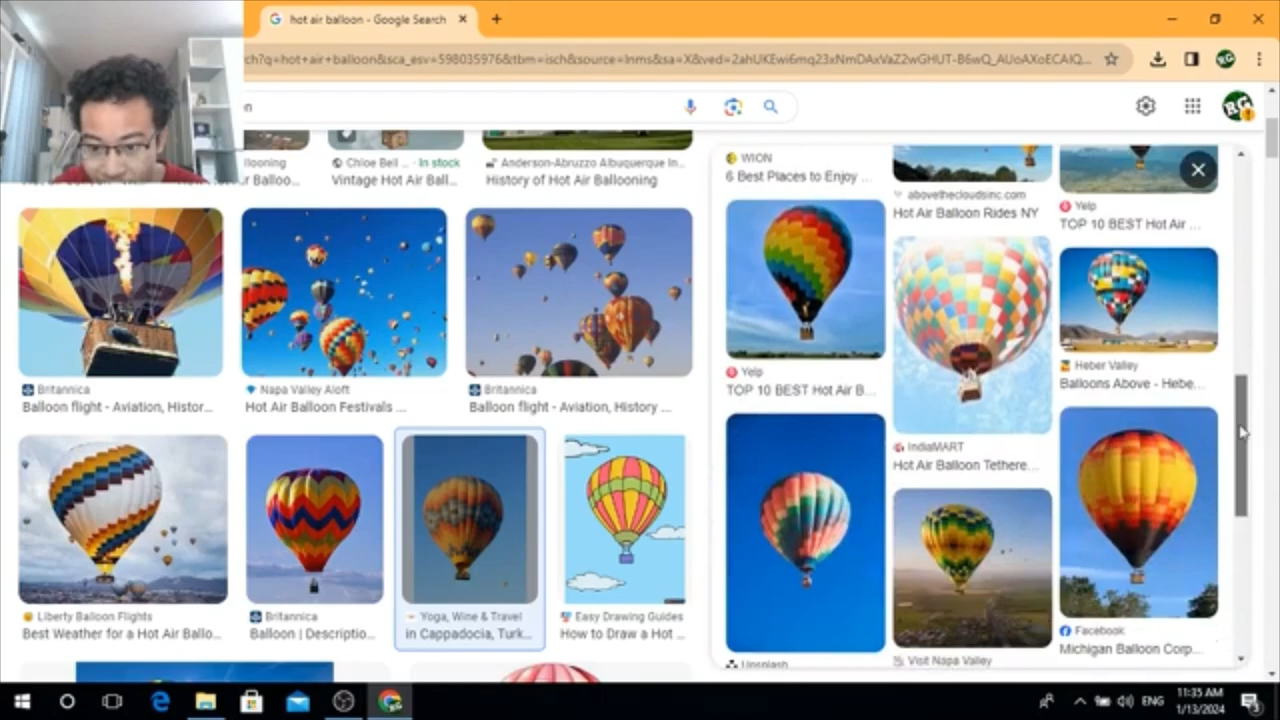 hot air balloon - Google Search
ch?q=hot+air+balloon&sca_esv=598035976&tbm=isch&source=lnms&sa=X&ved=2ahUKEwi6mq23xNmDAxVaZ2wGHUT-B6wQ_AUoAXoECAIQ...
RG
on
RG
looning
r Balloo...
Chloe Bell ... · In stock
Vintage Hot Air Ball...
Anderson-Abruzzo Albuquerque In...
History of Hot Air Ballooning
WION
6 Best Places to Enjoy ...
abovethecloudsinc.com
Hot Air Balloon Rides NY
Yelp
TOP 10 BEST Hot Air ...
Britannica
Balloon flight - Aviation, Histor...
Napa Valley Aloft
Hot Air Balloon Festivals ...
Britannica
Balloon flight - Aviation, History ...
Yelp
TOP 10 BEST Hot Air B...
IndiaMART
Hot Air Balloon Tethere...
Heber Valley
Balloons Above - Hebe...
Liberty Balloon Flights
Best Weather for a Hot Air Ballo...
Britannica
Balloon | Descriptio...
Yoga, Wine & Travel
in Cappadocia, Turk...
Easy Drawing Guides
How to Draw a Hot ...
Unsplash
Visit Napa Valley
Facebook
Michigan Balloon Corp...
ENG
11:35 AM
1/13/2024
3